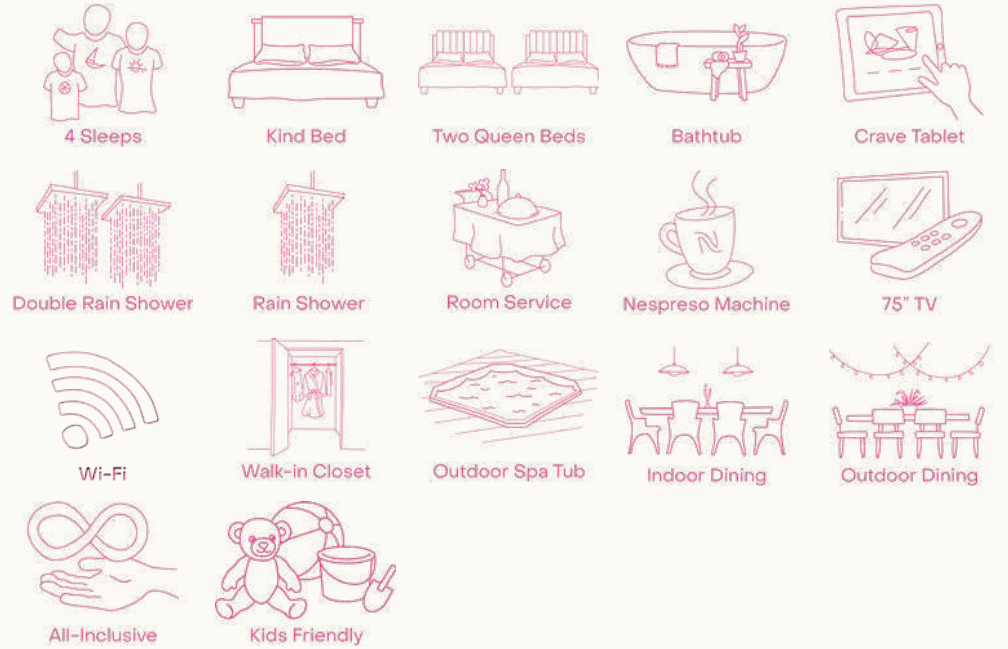 4 Sleeps
Kind Bed
Two Queen Beds
Bathtub
Crave Tablet
Double Rain Shower
Rain Shower
Room Service
Nespreso Machine
75” TV
Wi-Fi
Walk-in Closet
Outdoor Spa Tub
Indoor Dining
Outdoor Dining
All-Inclusive
Kids Friendly